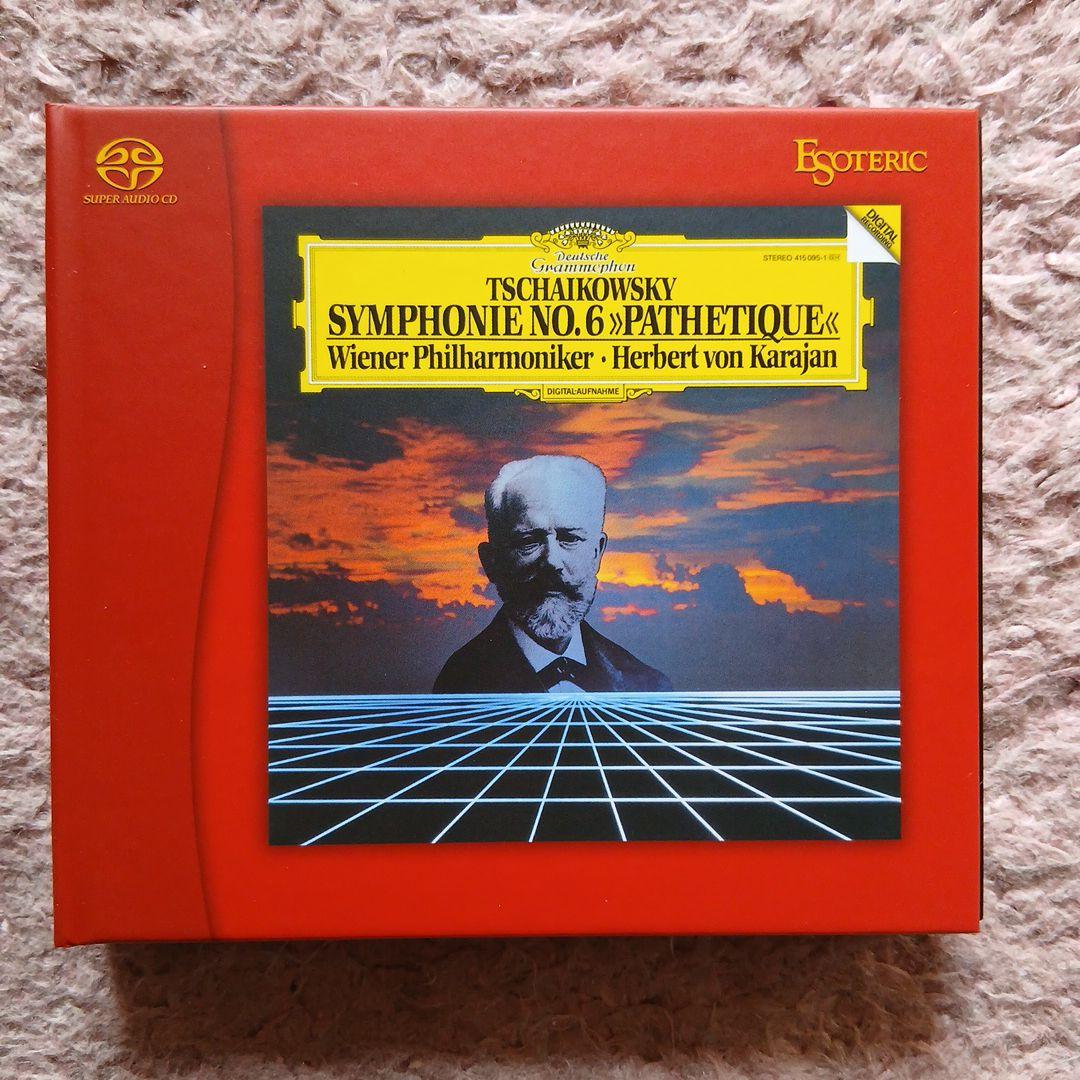 SUPER AUDIO CD
ESOTERIC
DIGITAL
RECORDING
Deutsche
Grammophon
STEREO 415 095-1
TSCHAIKOWSKY
SYMPHONIE NO. 6 »PATHETIQUE«
Wiener Philharmoniker · Herbert von Karajan
DIGITAL-AUFNAHME